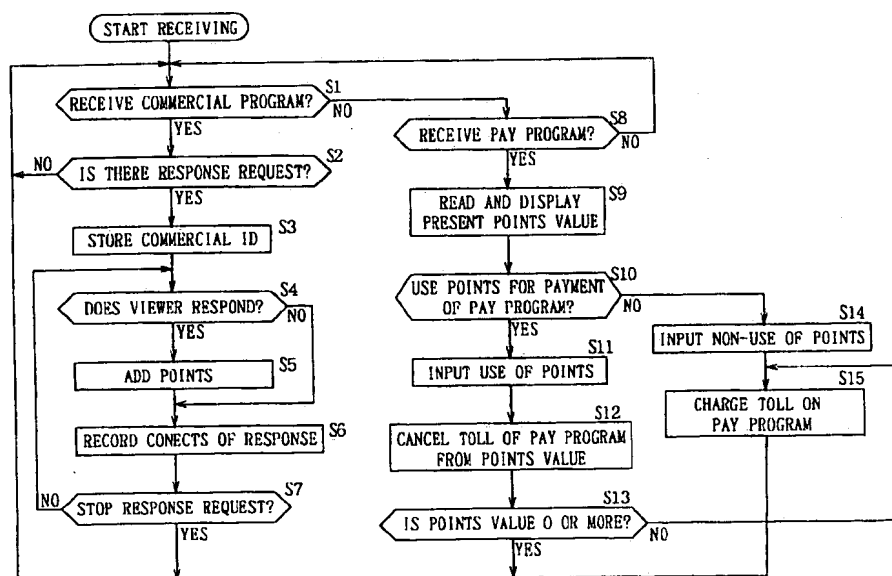 START RECEIVING
S1
RECEIVE COMMERCIAL PROGRAM?
NO
YES
S2
NO
IS THERE RESPONSE REQUEST?
YES
S3
STORE COMMERCIAL ID
S4
DOES VIEWER RESPOND?
NO
YES
S5
ADD POINTS
RECORD CONECTS OF RESPONSE
S6
S7
NO
STOP RESPONSE REQUEST?
YES
S8
RECEIVE PAY PROGRAM?
NO
YES
S9
READ AND DISPLAY
PRESENT POINTS VALUE
S10
USE POINTS FOR PAYMENT
OF PAY PROGRAM?
NO
YES
S11
INPUT USE OF POINTS
S12
CANCEL TOLL OF PAY PROGRAM
FROM POINTS VALUE
S13
IS POINTS VALUE 0 OR MORE?
NO
YES
S14
INPUT NON-USE OF POINTS
S15
CHARGE TOLL ON
PAY PROGRAM